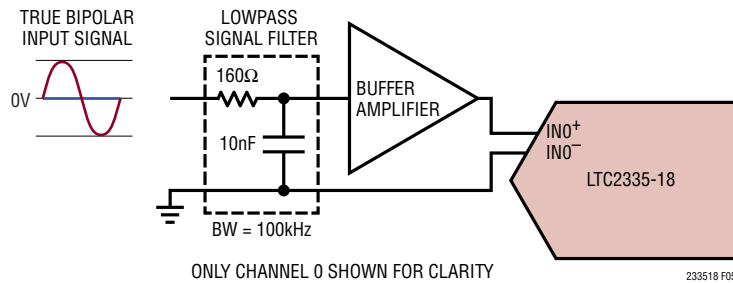 TRUE BIPOLAR
INPUT SIGNAL
LOWPASS
SIGNAL FILTER
0V
160Ω
10nF
BW = 100kHz
BUFFER
AMPLIFIER
IN0+
IN0–
LTC2335-18
ONLY CHANNEL 0 SHOWN FOR CLARITY
233518 F05